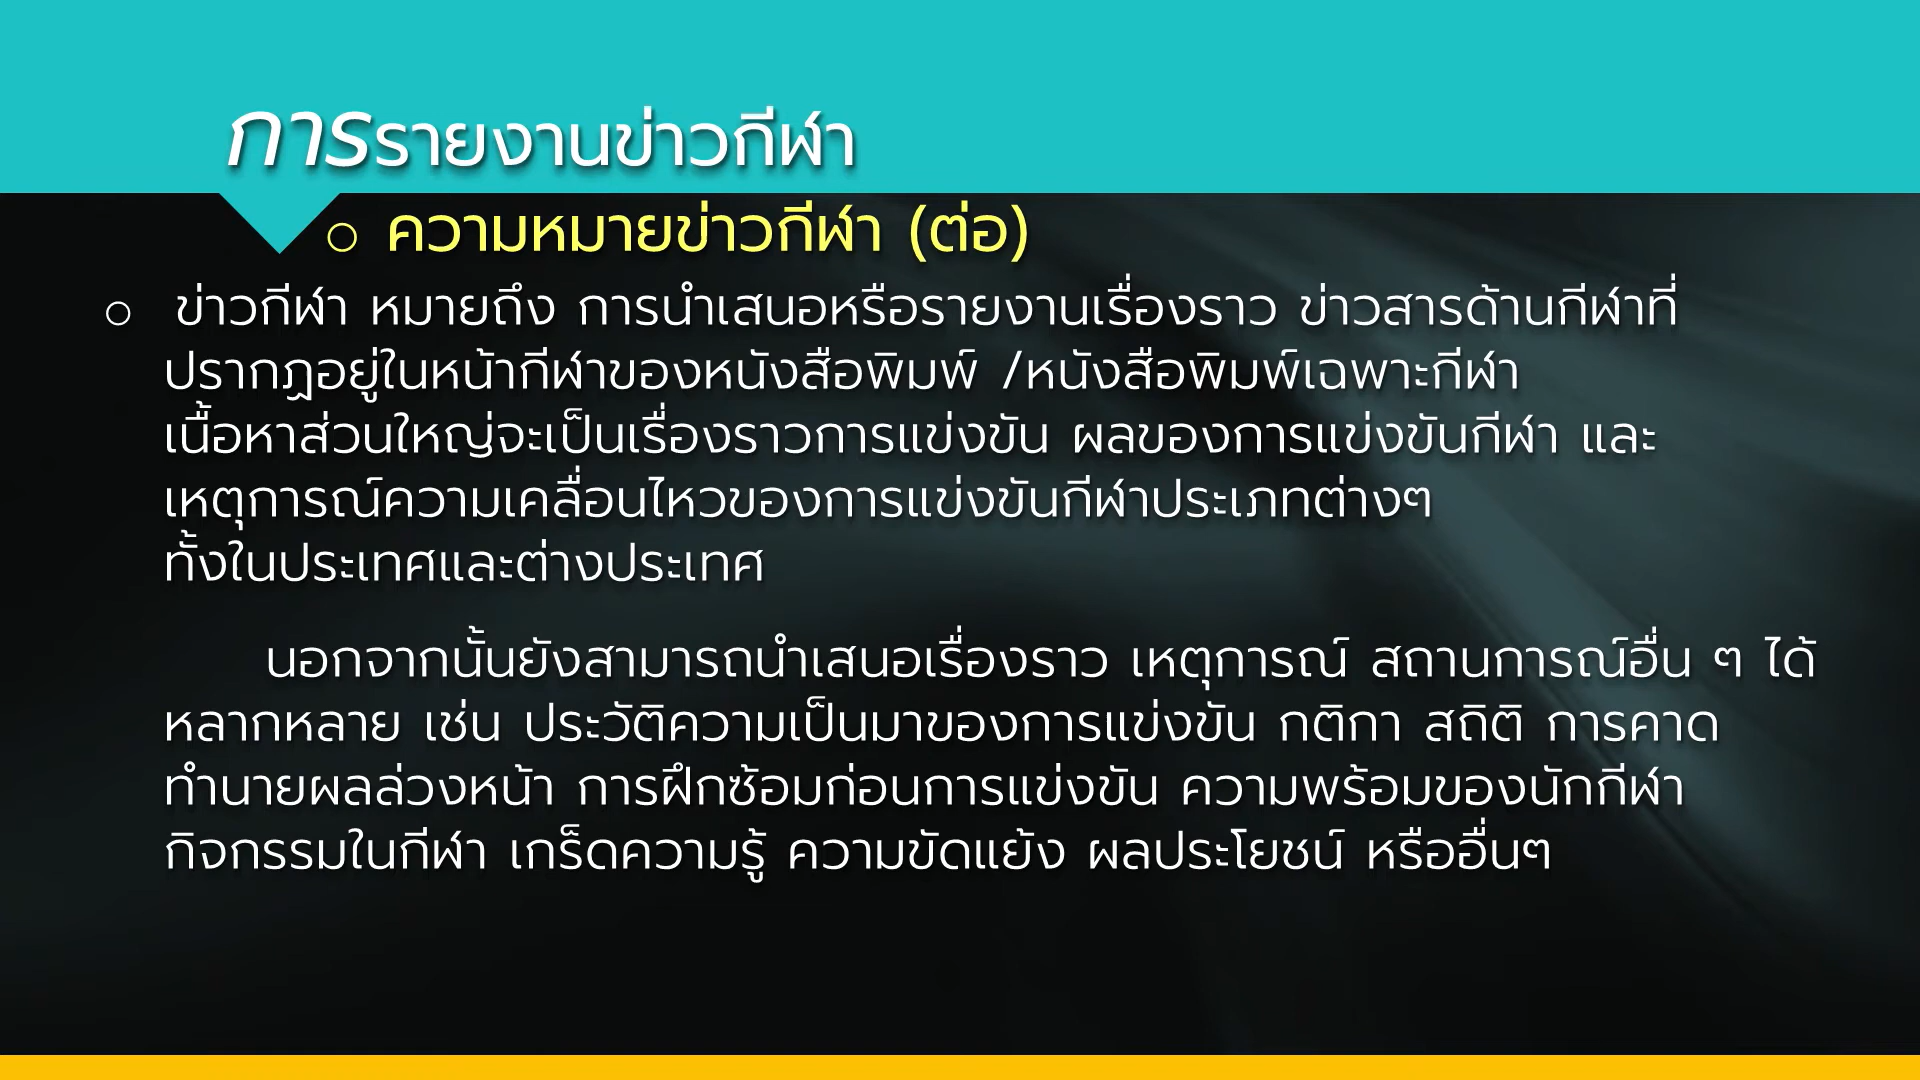 การรายงานข่าวกีฬา
o ความหมายข่าวกีฬา (ต่อ)
o ข่าวกีฬา หมายถึง การนำเสนอหรือรายงานเรื่องราว ข่าวสารด้านกีฬาที่
ปรากฏอยู่ในหน้ากีฬาของหนังสือพิมพ์ /หนังสือพิมพ์เฉพาะกีฬา
เนื้อหาส่วนใหญ่จะเป็นเรื่องราวการแข่งขัน ผลของการแข่งขันกีฬา และ
เหตุการณ์ความเคลื่อนไหวของการแข่งขันกีฬาประเภทต่างๆ
ทั้งในประเทศและต่างประเทศ
นอกจากนั้นยังสามารถนำเสนอเรื่องราว เหตุการณ์ สถานการณ์อื่น ๆ ได้
หลากหลาย เช่น ประวัติความเป็นมาของการแข่งขัน กติกา สถิติ การคาด
ทำนายผลล่วงหน้า การฝึกซ้อมก่อนการแข่งขัน ความพร้อมของนักกีฬา
กิจกรรมในกีฬา เกร็ดความรู้ ความขัดแย้ง ผลประโยชน์ หรืออื่นๆ